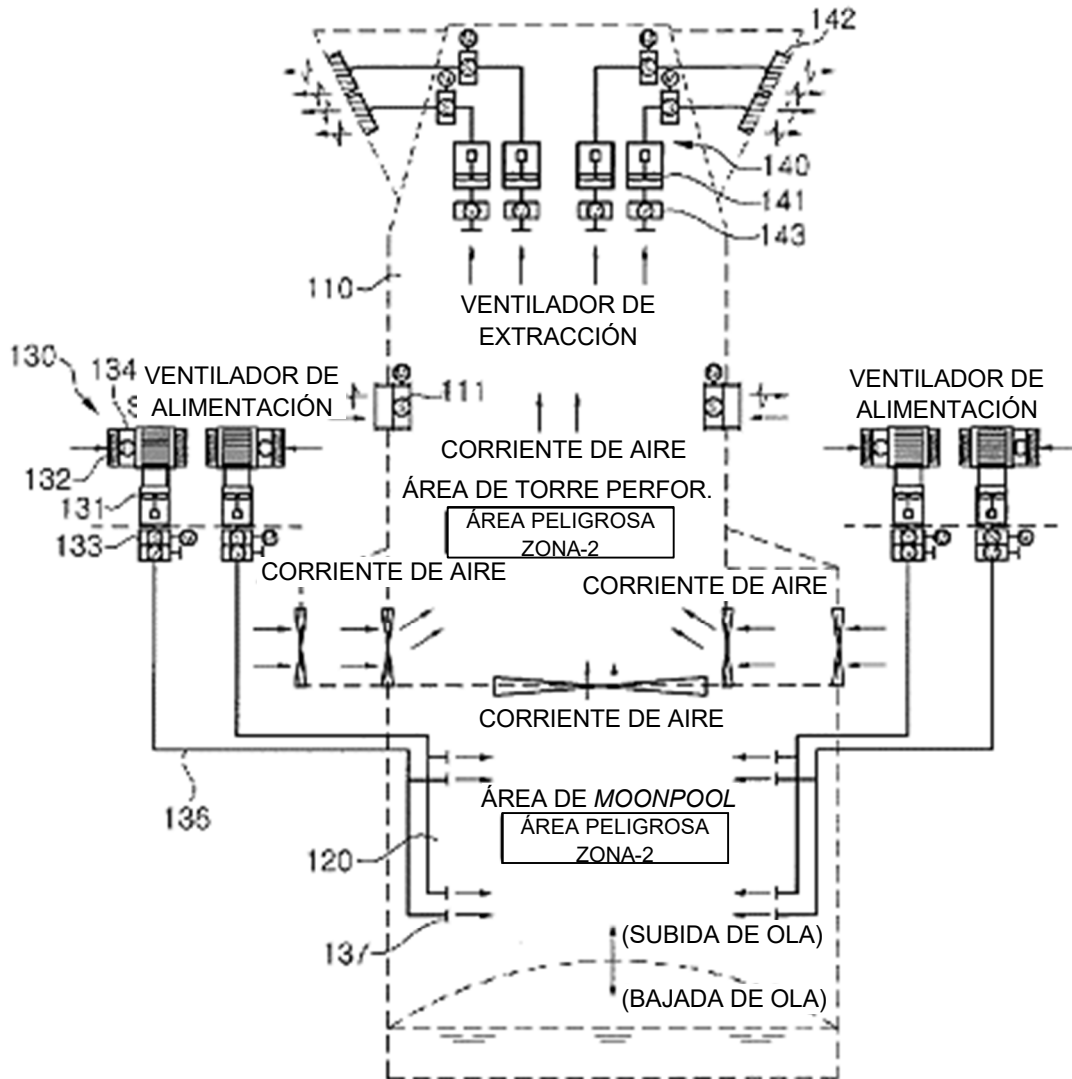 142
140
141
143
110
VENTILADOR DE
EXTRACCIÓN
130
134
VENTILADOR DE
ALIMENTACIÓN
111
VENTILADOR DE
ALIMENTACIÓN
132
CORRIENTE DE AIRE
131
ÁREA DE TORRE PERFOR.
133
ÁREA PELIGROSA
ZONA-2
CORRIENTE DE AIRE
CORRIENTE DE AIRE
CORRIENTE DE AIRE
136
ÁREA DE MOONPOOL
ÁREA PELIGROSA
ZONA-2
120
137
(SUBIDA DE OLA)
(BAJADA DE OLA)